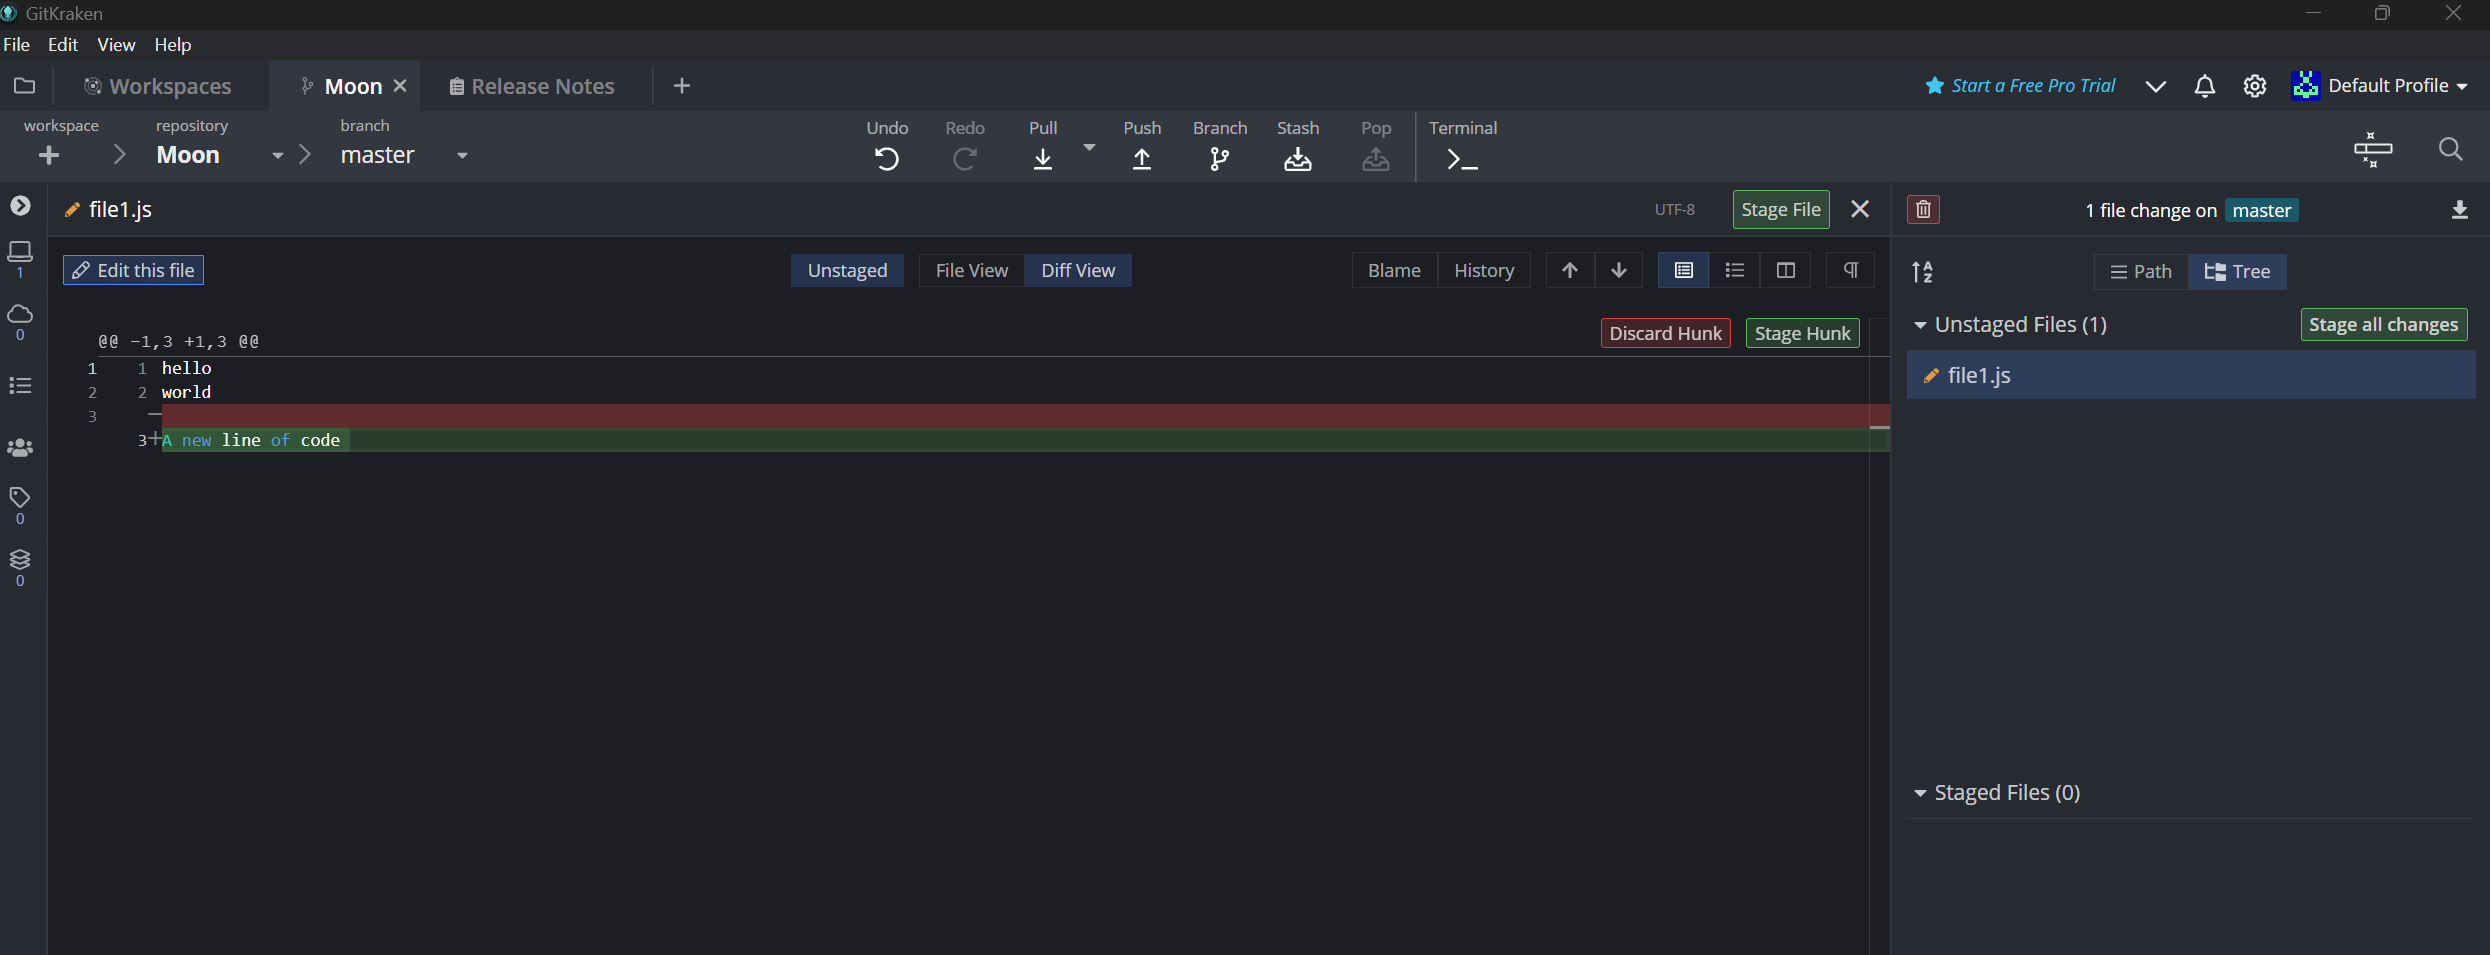 GitKraken
File Edit View Help
Workspaces Moon Release Notes Start a Free Pro Trial Default Profile
workspace repository branch Undo Redo Pull Push Branch Stash Pop Terminal
Moon master
file1.js UTF-8 Stage File 1 file change on master
1
Edit this file Unstaged File View Diff View Blame History Path Tree
0
Unstaged Files (1) Stage all changes
@@ -1,3 +1,3 @@ Discard Hunk Stage Hunk
1 1 hello
file1.js
2 2 world
3 −
3+A new line of code
0
0
Staged Files (0)